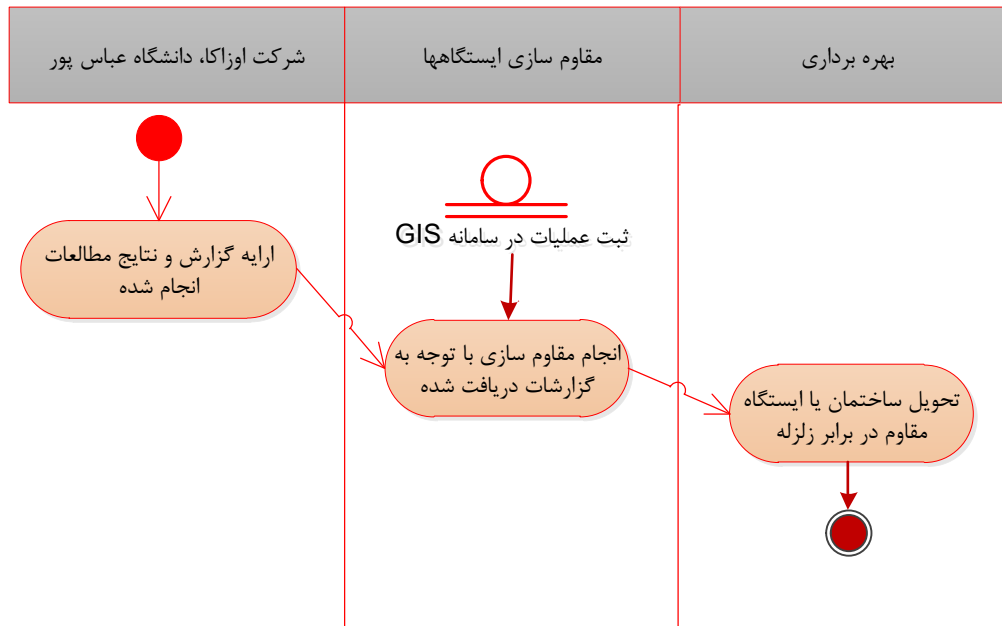 شرکت اوزاکا، دانشگاه عباس پور
مقاوم سازی ایستگاهها
بهره برداری
ارایه گزارش و نتایج مطالعات
انجام شده
ثبت عملیات در سامانه GIS
انجام مقاوم سازی با توجه به
گزارشات دریافت شده
تحویل ساختمان یا ایستگاه
مقاوم در برابر زلزله